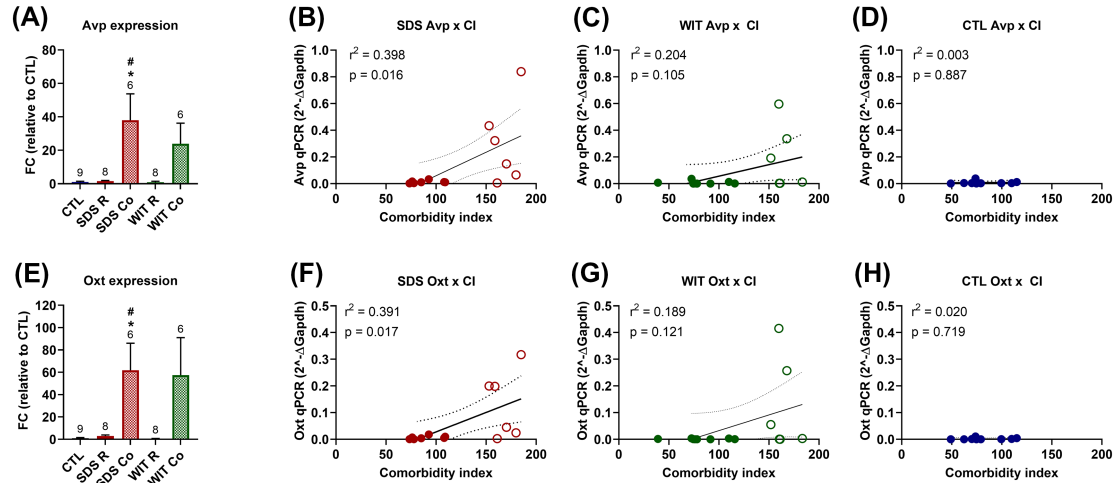 (A)
Avp expression
FC (relative to CTL)
80
60
40
20
0
9
8
#
*
6
8
6
CTL
SDS R
SDS Co
WIT R
WIT Co
(B)
SDS Avp x CI
r² = 0.398
p = 0.016
Avp qPCR (2^-ΔGapdh)
1.0
0.8
0.6
0.4
0.2
0.0
0 50 100 150 200
Comorbidity index
(C)
WIT Avp x CI
r² = 0.204
p = 0.105
Avp qPCR (2^-ΔGapdh)
1.0
0.8
0.6
0.4
0.2
0.0
0 50 100 150 200
Comorbidity index
(D)
CTL Avp x CI
r² = 0.003
p = 0.887
Avp qPCR (2^-ΔGapdh)
1.0
0.8
0.6
0.4
0.2
0.0
0 50 100 150 200
Comorbidity index
(E)
Oxt expression
FC (relative to CTL)
120
100
80
60
40
20
0
9
8
#
*
6
8
6
CTL
SDS R
SDS Co
WIT R
WIT Co
(F)
SDS Oxt x CI
r² = 0.391
p = 0.017
Oxt qPCR (2^-ΔGapdh)
0.5
0.4
0.3
0.2
0.1
0.0
0 50 100 150 200
Comorbidity index
(G)
WIT Oxt x CI
r² = 0.189
p = 0.121
Oxt qPCR (2^-ΔGapdh)
0.5
0.4
0.3
0.2
0.1
0.0
0 50 100 150 200
Comorbidity index
(H)
CTL Oxt x CI
r² = 0.020
p = 0.719
Oxt qPCR (2^-ΔGapdh)
0.5
0.4
0.3
0.2
0.1
0.0
0 50 100 150 200
Comorbidity index